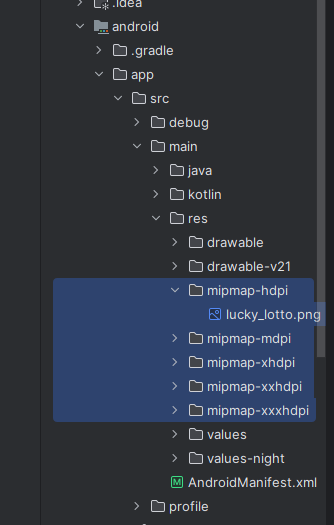 .idea
android
.gradle
app
src
debug
main
java
kotlin
res
drawable
drawable-v21
mipmap-hdpi
lucky_lotto.png
mipmap-mdpi
mipmap-xhdpi
mipmap-xxhdpi
mipmap-xxxhdpi
values
values-night
M AndroidManifest.xml
profile